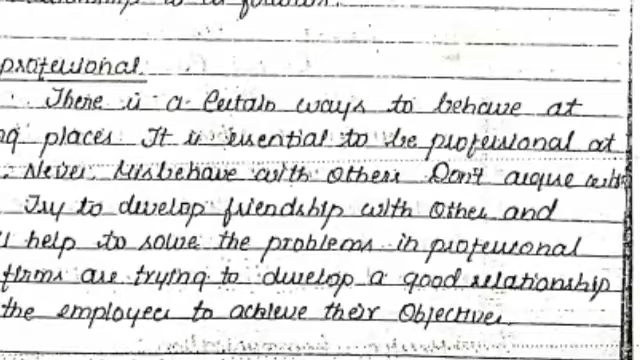 professional
There is a certain ways to behave at
places. It is essential to be professional at
Never Misbehave with others Don't argue with
Try to develop friendship with other and
help to solve the problems in professional
firms are trying to develop a good relationship
the employees to achieve their Objectives.